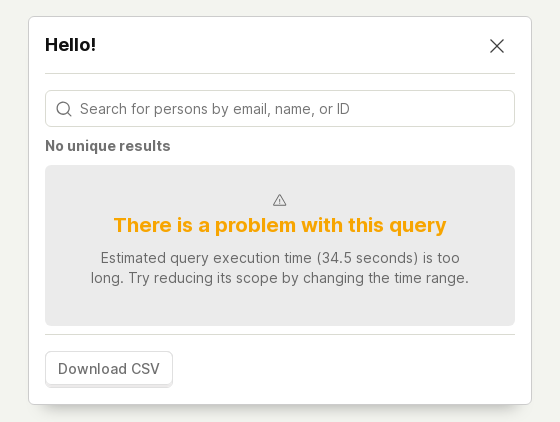 Hello!
Search for persons by email, name, or ID
No unique results
There is a problem with this query
Estimated query execution time (34.5 seconds) is too
long. Try reducing its scope by changing the time range.
Download CSV